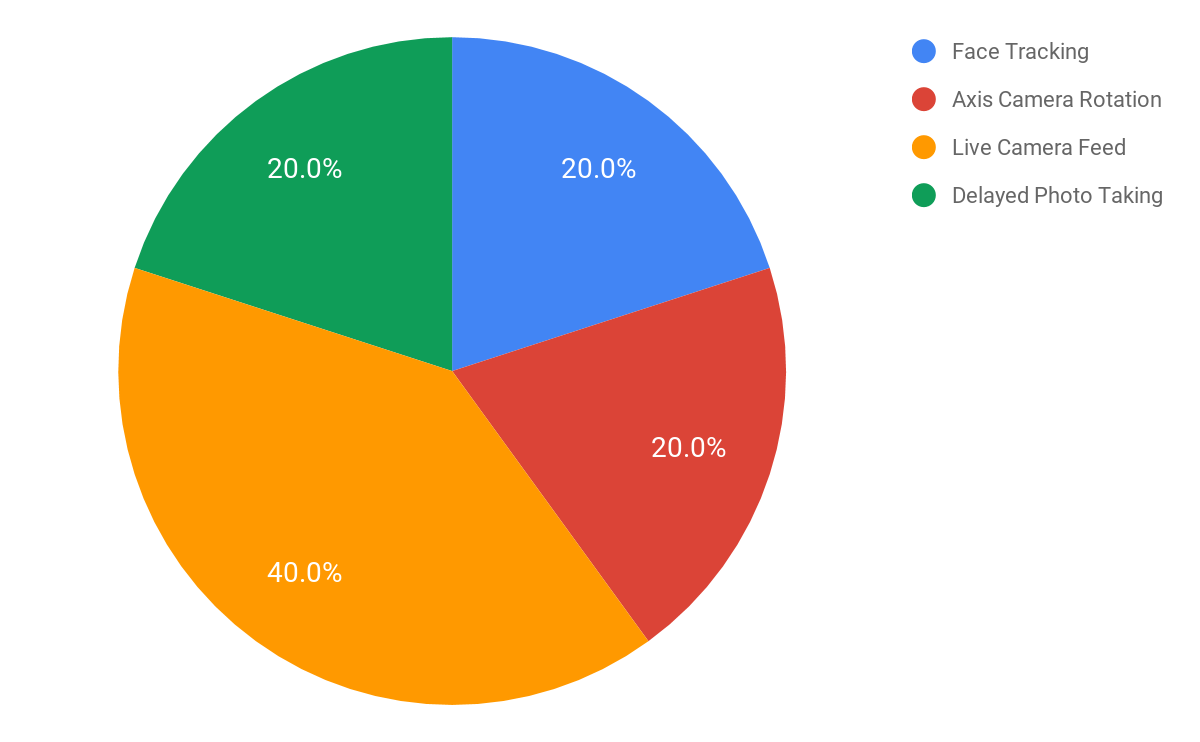 20.0%
20.0%
20.0%
40.0%
Face Tracking
Axis Camera Rotation
Live Camera Feed
Delayed Photo Taking